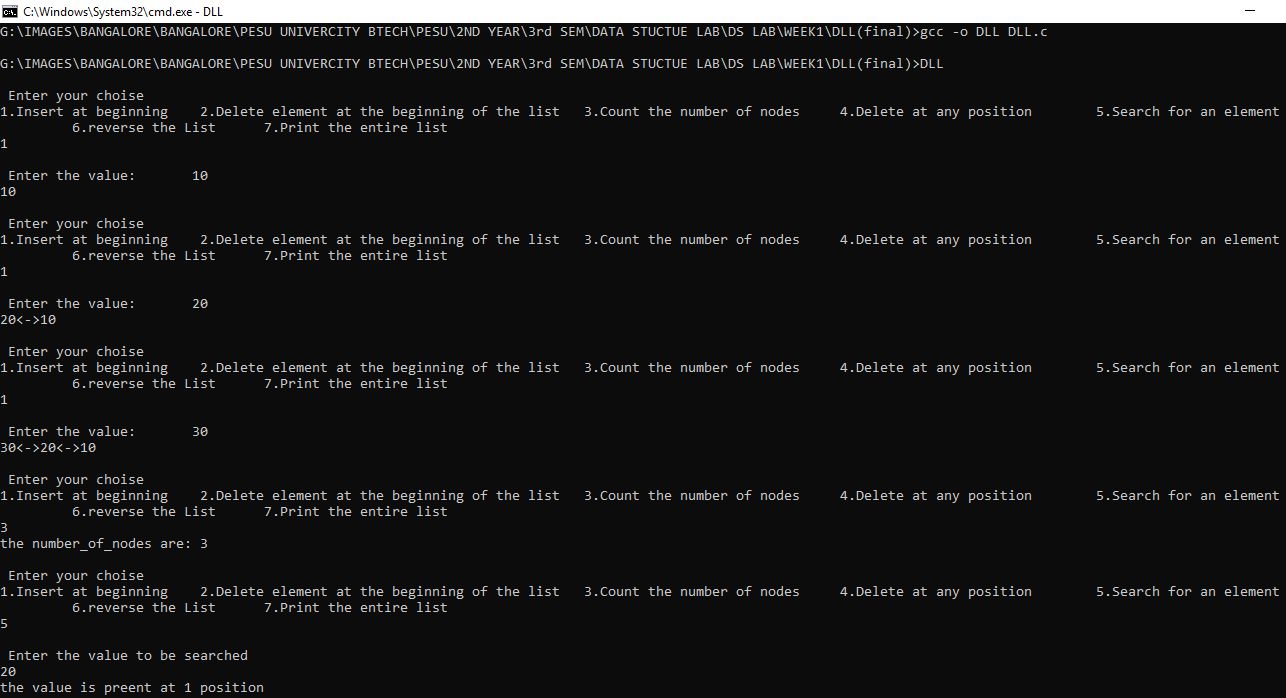 C:\Windows\System32\cmd.exe - DLL
G:\IMAGES\BANGALORE\BANGALORE\PESU UNIVERCITY BTECH\PESU\2ND YEAR\3rd SEM\DATA STUCTUE LAB\DS LAB\WEEK1\DLL(final)>gcc -o DLL DLL.c
G:\IMAGES\BANGALORE\BANGALORE\PESU UNIVERCITY BTECH\PESU\2ND YEAR\3rd SEM\DATA STUCTUE LAB\DS LAB\WEEK1\DLL(final)>DLL
Enter your choise
1.Insert at beginning    2.Delete element at the beginning of the list   3.Count the number of nodes     4.Delete at any position        5.Search for an element
6.reverse the List      7.Print the entire list
1
Enter the value:       10
10
Enter your choise
1.Insert at beginning    2.Delete element at the beginning of the list   3.Count the number of nodes     4.Delete at any position        5.Search for an element
6.reverse the List      7.Print the entire list
1
Enter the value:       20
20<->10
Enter your choise
1.Insert at beginning    2.Delete element at the beginning of the list   3.Count the number of nodes     4.Delete at any position        5.Search for an element
6.reverse the List      7.Print the entire list
1
Enter the value:       30
30<->20<->10
Enter your choise
1.Insert at beginning    2.Delete element at the beginning of the list   3.Count the number of nodes     4.Delete at any position        5.Search for an element
6.reverse the List      7.Print the entire list
3
the number_of_nodes are: 3
Enter your choise
1.Insert at beginning    2.Delete element at the beginning of the list   3.Count the number of nodes     4.Delete at any position        5.Search for an element
6.reverse the List      7.Print the entire list
5
Enter the value to be searched
20
the value is preent at 1 position